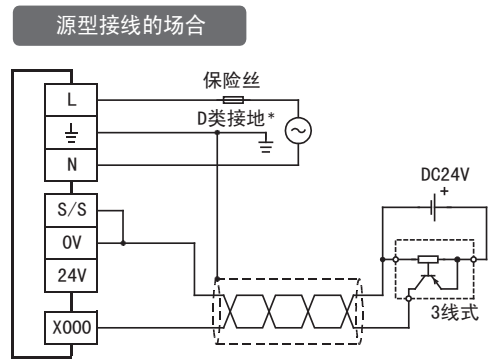 源型接线的场合
保险丝
L
D类接地*
N
DC24V
+
S/S
0V
24V
3线式
X000